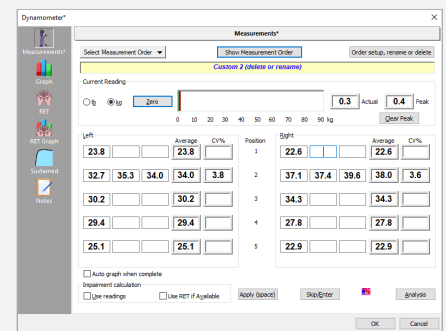 Dynamometer*
Measurements*
Measurements*
Graph
RET
RET Graph
Sustained
Notes
Select Measurement Order
Show Measurement Order
Order setup, rename or delete
Custom 2 (delete or rename)
Current Reading
lb kg Zero
0.3 Actual 0.4 Peak
0 10 20 30 40 50 60 70 80 90 kg
Clear Peak
Left Average CV% Position Right Average CV%
23.8 23.8 1 22.6 22.6
32.7 35.3 34.0 34.0 3.8 2 37.1 37.4 39.6 38.0 3.6
30.2 30.2 3 34.3 34.3
29.4 29.4 4 27.8 27.8
25.1 25.1 5 22.9 22.9
Auto graph when complete
Impairment calculation
Use readings Use RET if Available
Apply (space) Skip/Enter Analysis
OK Cancel